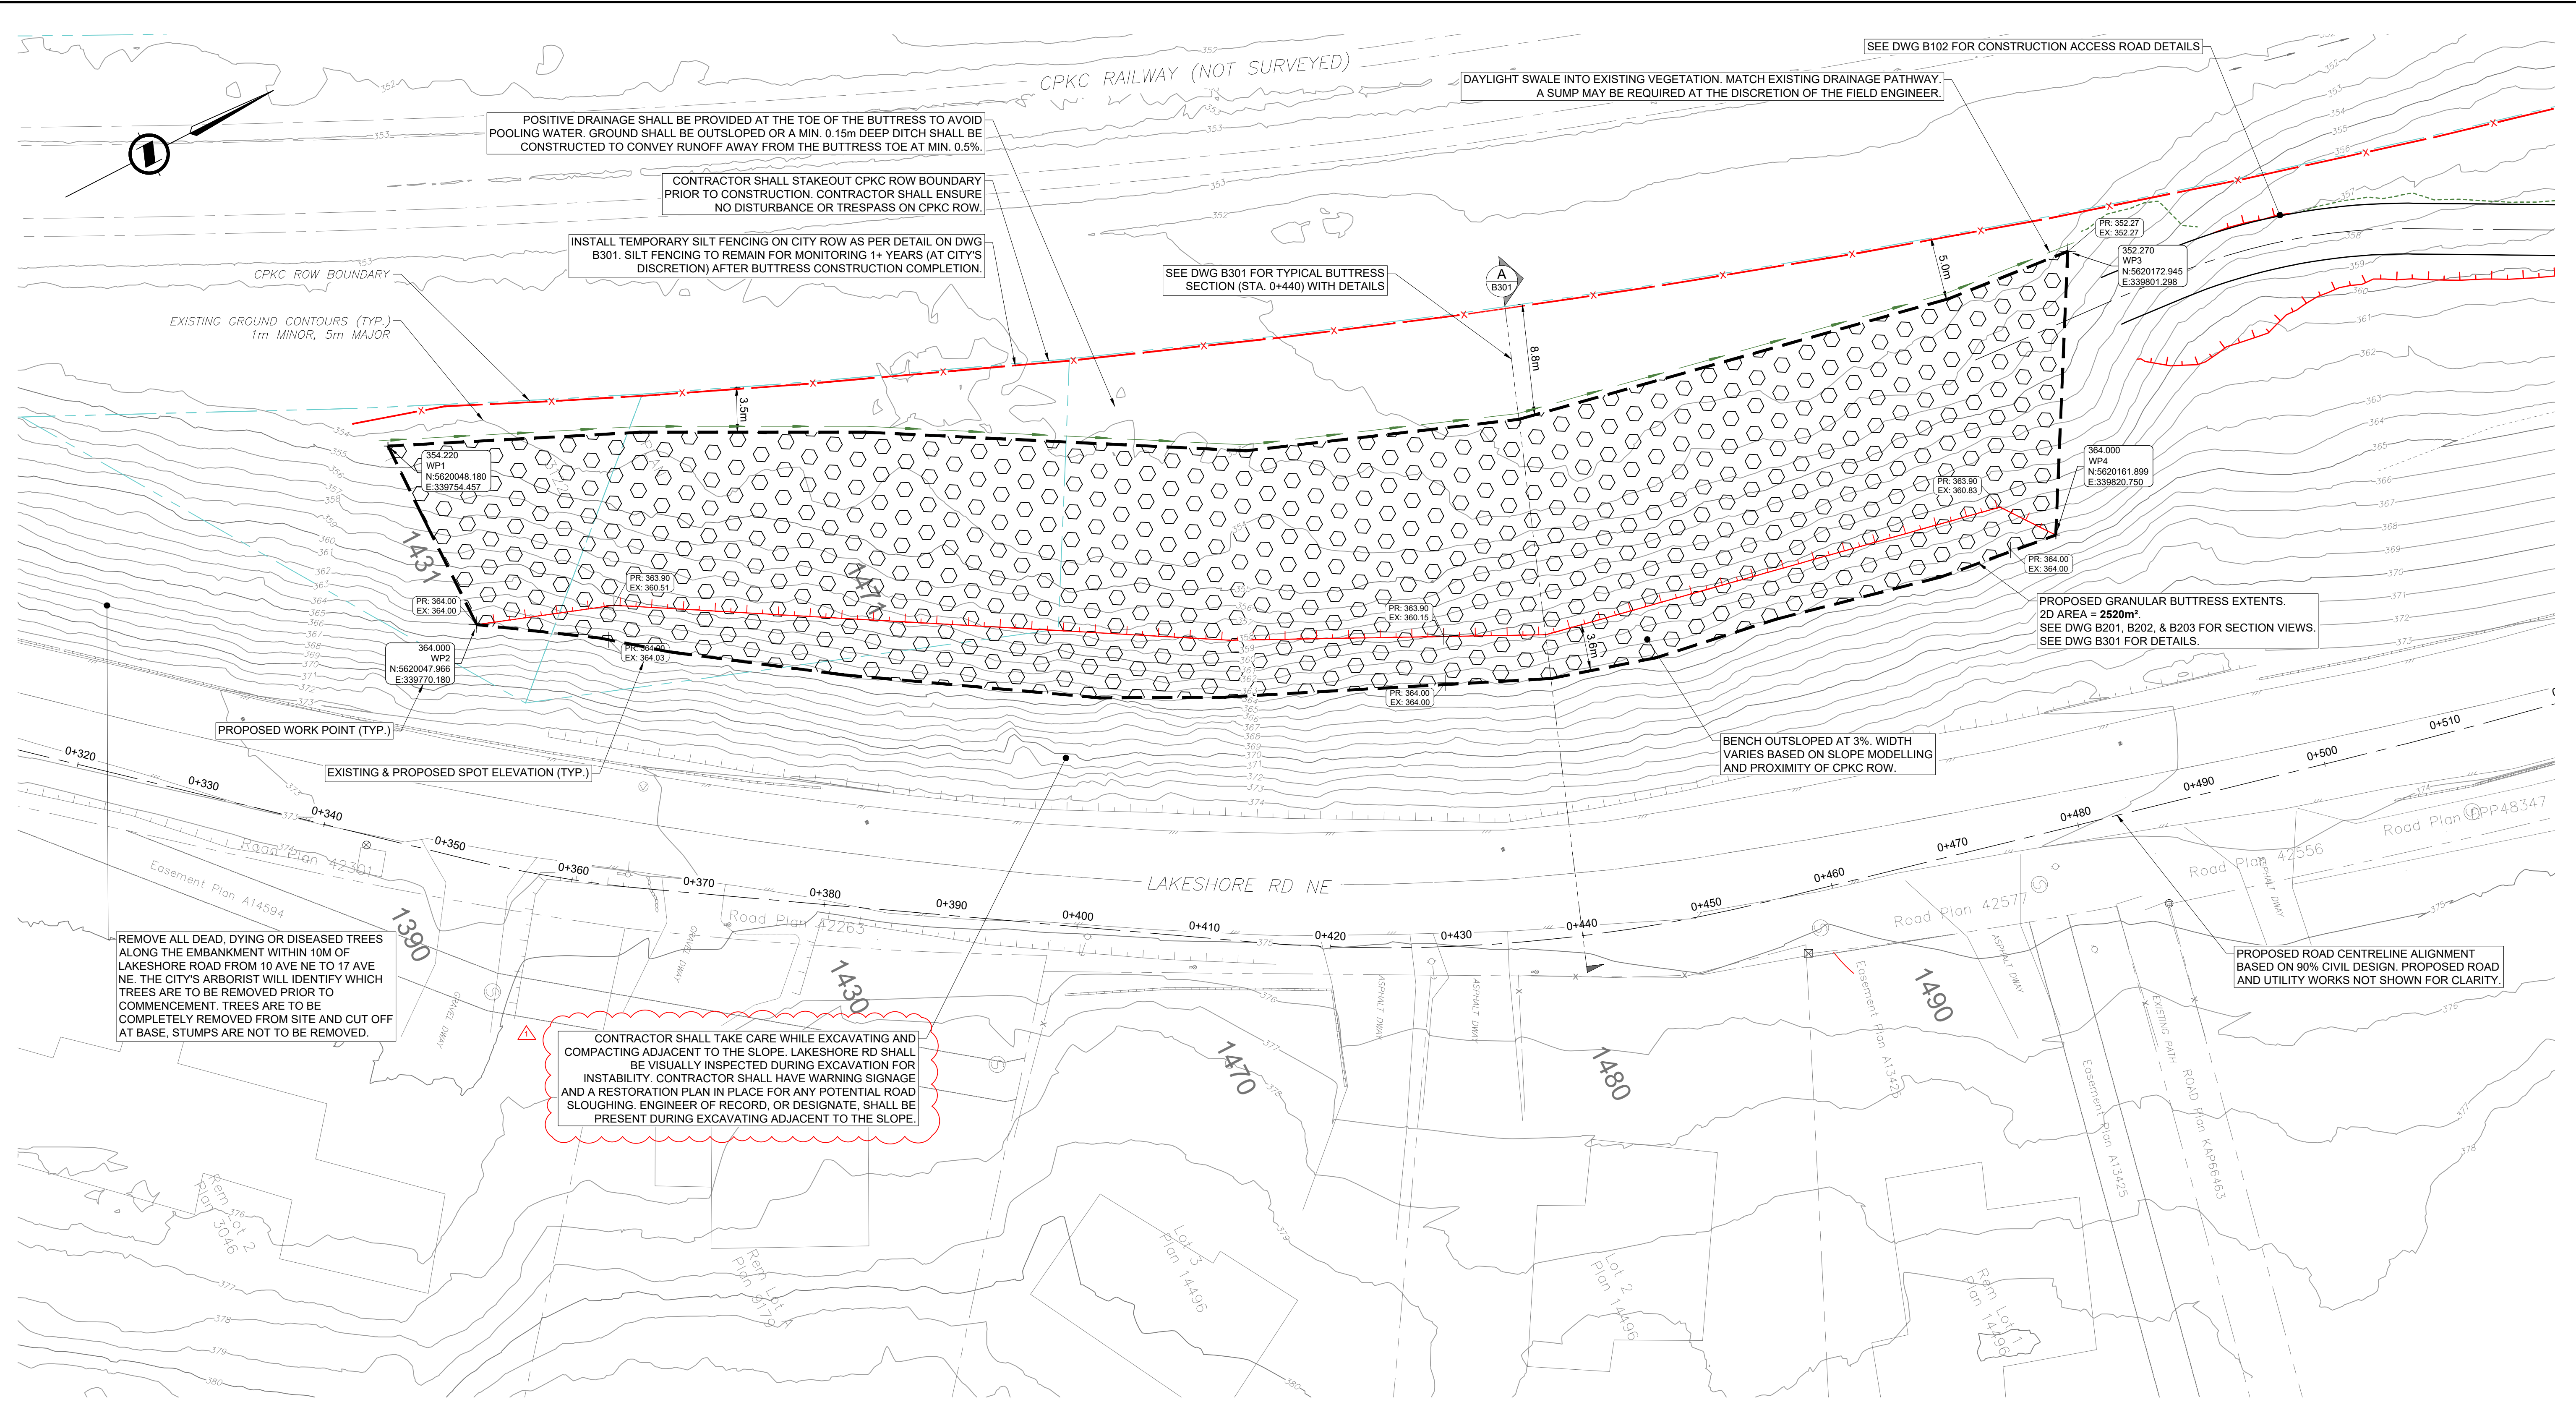 SEE DWG B102 FOR CONSTRUCTION ACCESS ROAD DETAILS
CPKC RAILWAY (NOT SURVEYED)
DAYLIGHT SWALE INTO EXISTING VEGETATION. MATCH EXISTING DRAINAGE PATHWAY.
A SUMP MAY BE REQUIRED AT THE DISCRETION OF THE FIELD ENGINEER.
POSITIVE DRAINAGE SHALL BE PROVIDED AT THE TOE OF THE BUTTRESS TO AVOID
POOLING WATER. GROUND SHALL BE OUTSLOPED OR A MIN. 0.15m DEEP DITCH SHALL BE
CONSTRUCTED TO CONVEY RUNOFF AWAY FROM THE BUTTRESS TOE AT MIN. 0.5%.
CONTRACTOR SHALL STAKEOUT CPKC ROW BOUNDARY
PRIOR TO CONSTRUCTION. CONTRACTOR SHALL ENSURE
NO DISTURBANCE OR TRESPASS ON CPKC ROW.
INSTALL TEMPORARY SILT FENCING ON CITY ROW AS PER DETAIL ON DWG
B301. SILT FENCING TO REMAIN FOR MONITORING 1+ YEARS (AT CITY'S
DISCRETION) AFTER BUTTRESS CONSTRUCTION COMPLETION.
CPKC ROW BOUNDARY
EXISTING GROUND CONTOURS (TYP.)
1m MINOR, 5m MAJOR
SEE DWG B301 FOR TYPICAL BUTTRESS
SECTION (STA. 0+440) WITH DETAILS
A
B301
5.0m
8.8m
3.5m
3.6m
PR: 352.27
EX: 352.27
352.270
WP3
N:5620172.945
E:339801.298
354.220
WP1
N:5620048.180
E:339754.457
364.000
WP4
N:5620161.899
E:339820.750
PR: 363.90
EX: 360.83
PR: 363.90
EX: 360.51
PR: 364.00
EX: 364.00
PR: 363.90
EX: 360.15
PR: 364.00
EX: 364.00
364.000
WP2
N:5620047.966
E:339770.180
PR: 364.00
EX: 364.03
PR: 364.00
EX: 364.00
1431
1471
PROPOSED GRANULAR BUTTRESS EXTENTS.
2D AREA = 2520m².
SEE DWG B201, B202, & B203 FOR SECTION VIEWS.
SEE DWG B301 FOR DETAILS.
PROPOSED WORK POINT (TYP.)
EXISTING & PROPOSED SPOT ELEVATION (TYP.)
BENCH OUTSLOPED AT 3%. WIDTH
VARIES BASED ON SLOPE MODELLING
AND PROXIMITY OF CPKC ROW.
0+320
0+330
0+340
0+350
0+360
0+370
0+380
0+390
0+400
0+410
0+420
0+430
0+440
0+450
0+460
0+470
0+480
0+490
0+500
0+510
LAKESHORE RD NE
Road Plan 42301
Easement Plan A14594
Road Plan 42263
Road Plan 42577
Road Plan 42556
Road Plan EPP48347
GRAVEL DWAY
GRAVEL DWAY
ASPHALT DWAY
ASPHALT DWAY
ASPHALT DWAY
ASPHALT DWAY
EXISTING PATH
ROAD Plan KAP66463
Easement Plan A13425
Easement Plan A13425
1390
1430
1470
1480
1490
REMOVE ALL DEAD, DYING OR DISEASED TREES
ALONG THE EMBANKMENT WITHIN 10M OF
LAKESHORE ROAD FROM 10 AVE NE TO 17 AVE
NE. THE CITY'S ARBORIST WILL IDENTIFY WHICH
TREES ARE TO BE REMOVED PRIOR TO
COMMENCEMENT. TREES ARE TO BE
COMPLETELY REMOVED FROM SITE AND CUT OFF
AT BASE, STUMPS ARE NOT TO BE REMOVED.
1
CONTRACTOR SHALL TAKE CARE WHILE EXCAVATING AND
COMPACTING ADJACENT TO THE SLOPE. LAKESHORE RD SHALL
BE VISUALLY INSPECTED DURING EXCAVATION FOR
INSTABILITY. CONTRACTOR SHALL HAVE WARNING SIGNAGE
AND A RESTORATION PLAN IN PLACE FOR ANY POTENTIAL ROAD
SLOUGHING. ENGINEER OF RECORD, OR DESIGNATE, SHALL BE
PRESENT DURING EXCAVATING ADJACENT TO THE SLOPE.
PROPOSED ROAD CENTRELINE ALIGNMENT
BASED ON 90% CIVIL DESIGN. PROPOSED ROAD
AND UTILITY WORKS NOT SHOWN FOR CLARITY.
Rem Lot 2
Plan 3046
Rem Lot A
Plan 9179
Lot 3
Plan 14496
Lot 2
Plan 14496
Rem Lot 1
Plan 14496